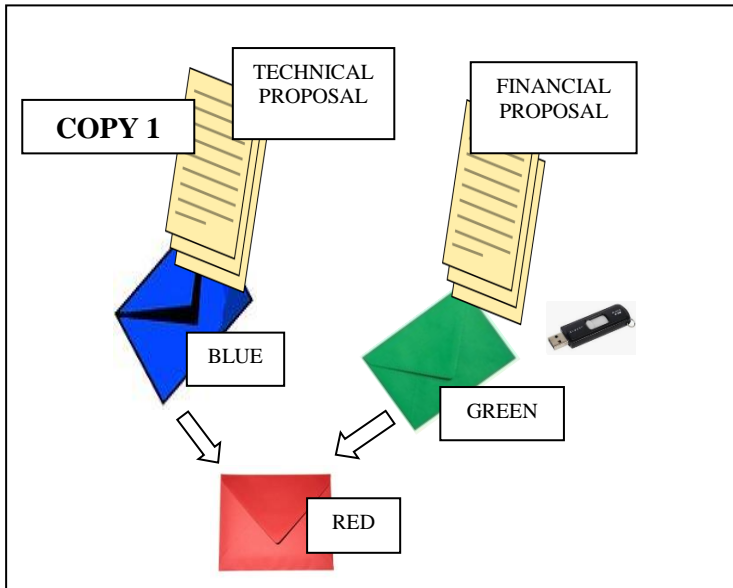 TECHNICAL
PROPOSAL
FINANCIAL
PROPOSAL
COPY 1
BLUE
GREEN
RED